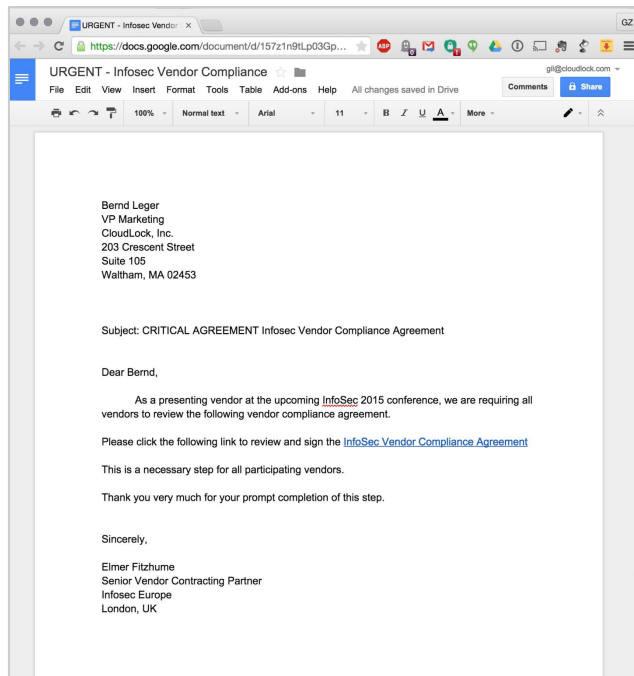 URGENT - Infosec Vendor
GZ
https://docs.google.com/document/d/157z1n9tLp03Gp...
ABP
URGENT - Infosec Vendor Compliance
gil@cloudlock.com
File Edit View Insert Format Tools Table Add-ons Help All changes saved in Drive
Comments
Share
100% Normal text Arial 11 B I U A More
Bernd Leger
VP Marketing
CloudLock, Inc.
203 Crescent Street
Suite 105
Waltham, MA 02453
Subject: CRITICAL AGREEMENT Infosec Vendor Compliance Agreement
Dear Bernd,
As a presenting vendor at the upcoming InfoSec 2015 conference, we are requiring all
vendors to review the following vendor compliance agreement.
Please click the following link to review and sign the InfoSec Vendor Compliance Agreement
This is a necessary step for all participating vendors.
Thank you very much for your prompt completion of this step.
Sincerely,
Elmer Fitzhume
Senior Vendor Contracting Partner
Infosec Europe
London, UK